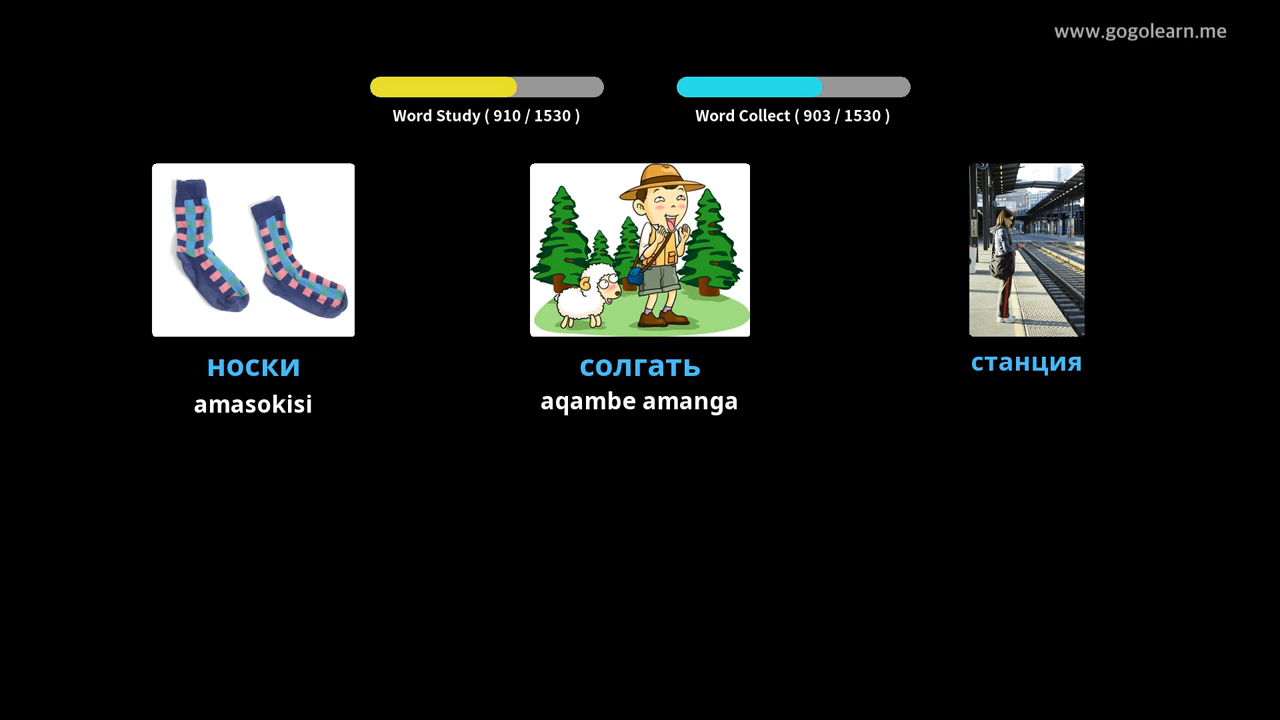 www.gogolearn.me
Word Study ( 910 / 1530 )
Word Collect ( 903 / 1530 )
носки
amasokisi
солгать
aqambe amanga
станция